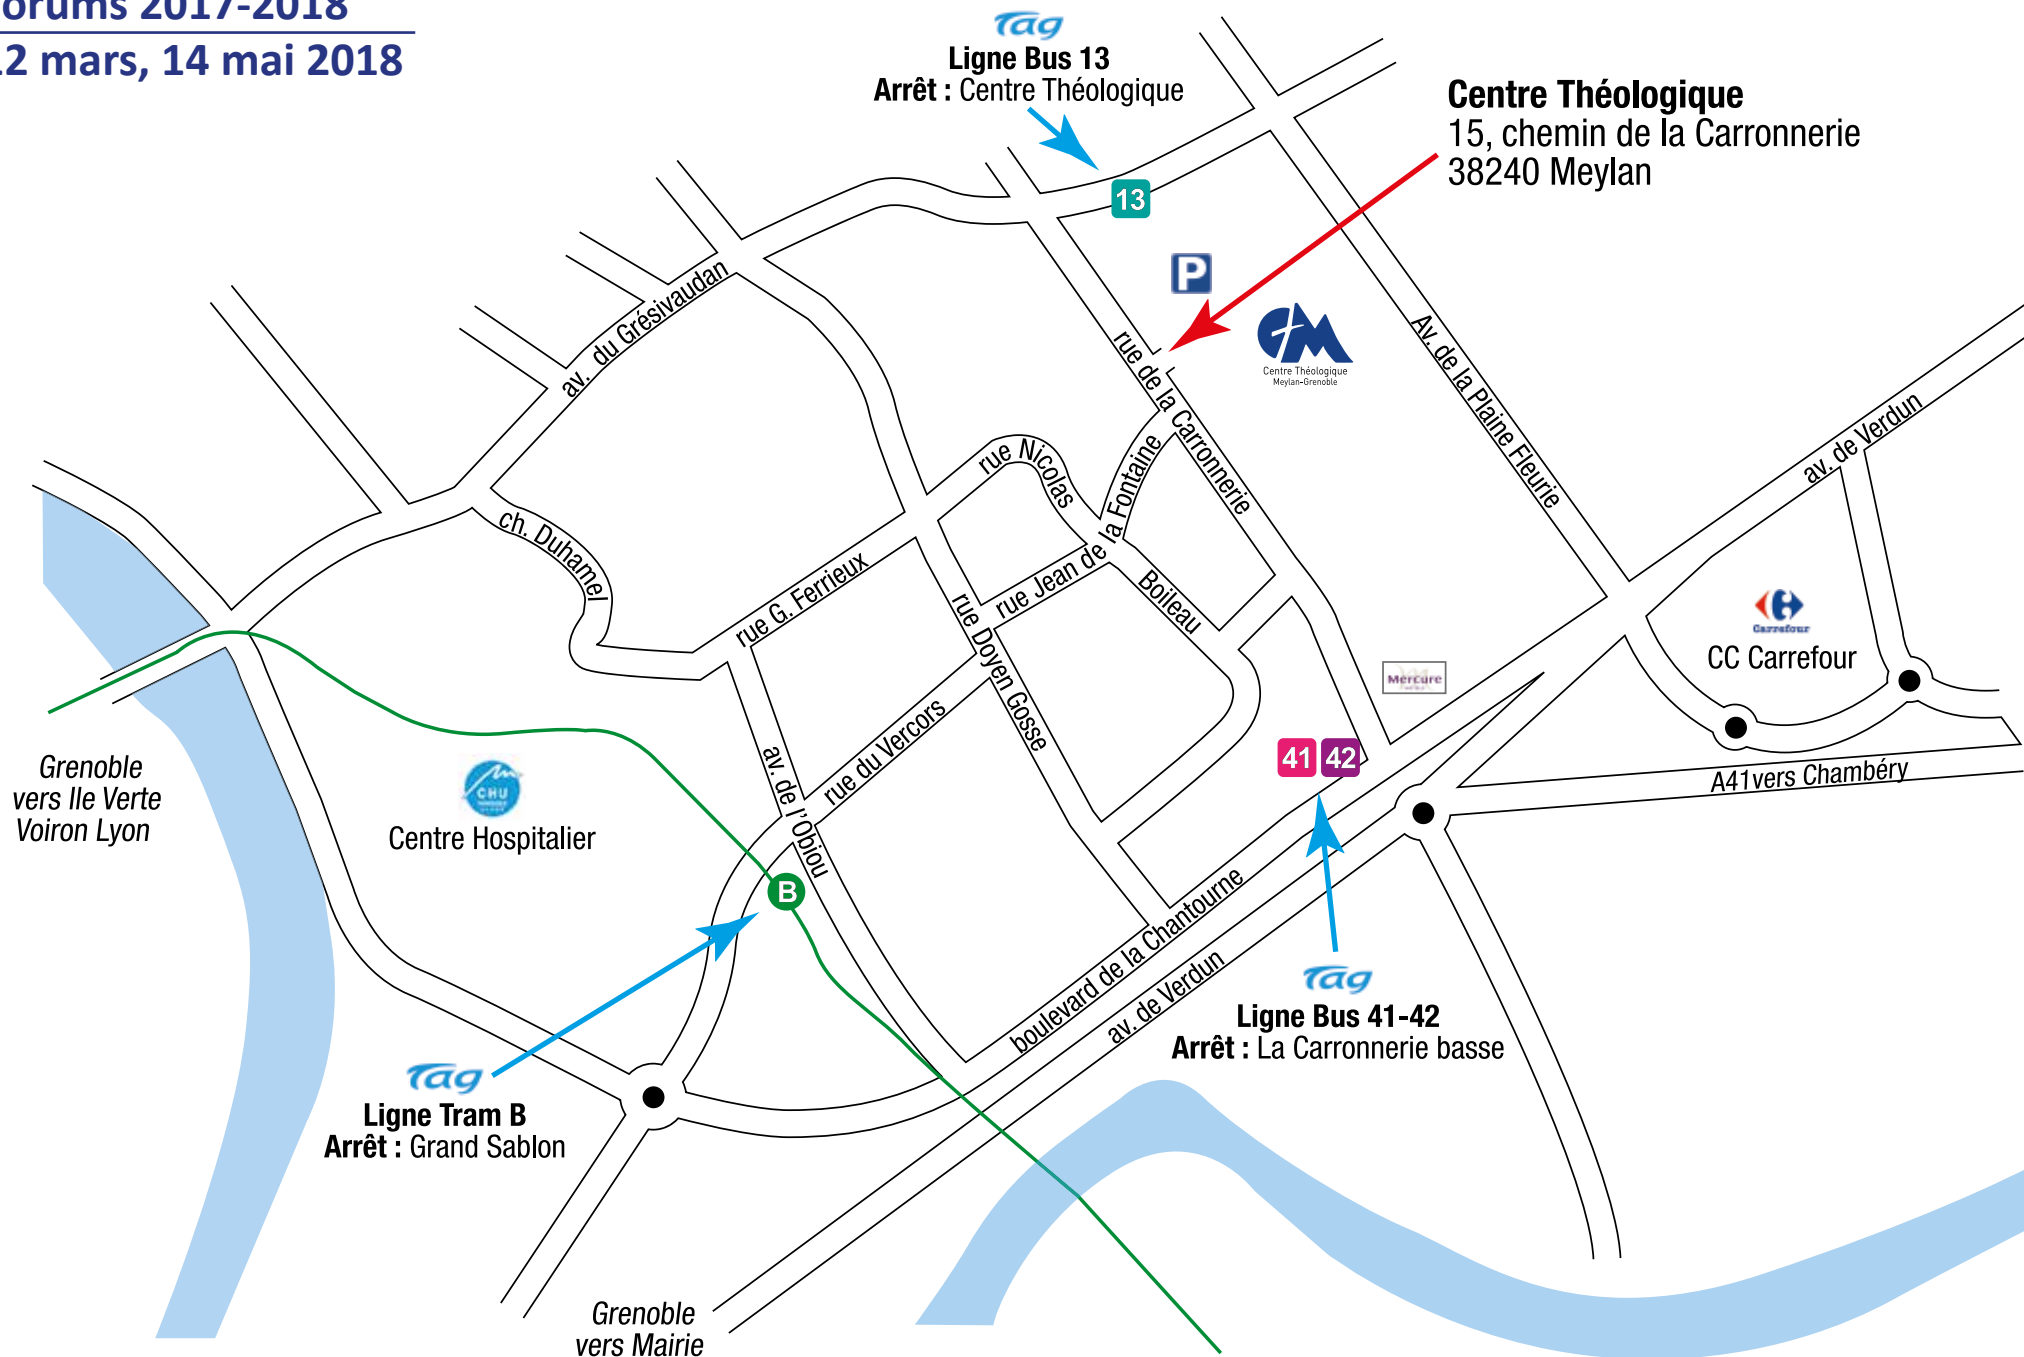 orums 2017-2018
12 mars, 14 mai 2018
Tag
Ligne Bus 13
Arrêt : Centre Théologique
13
Centre Théologique
15, chemin de la Carronnerie
38240 Meylan
P
Centre Théologique
Meylan-Grenoble
av. du Grésivaudan
rue de la Carronnerie
Av. de la Plaine Fleurie
av. de Verdun
rue Nicolas
Boileau
rue Jean de la Fontaine
ch. Duhamel
rue G. Ferrieux
rue Doyen Gosse
rue du Vercors
av. de l'Obiou
Carrefour
CC Carrefour
Mercure
41 42
A41vers Chambéry
Grenoble
vers Ile Verte
Voiron Lyon
CHU
Centre Hospitalier
B
boulevard de la Chantourne
av. de Verdun
Tag
Ligne Bus 41-42
Arrêt : La Carronnerie basse
Tag
Ligne Tram B
Arrêt : Grand Sablon
Grenoble
vers Mairie